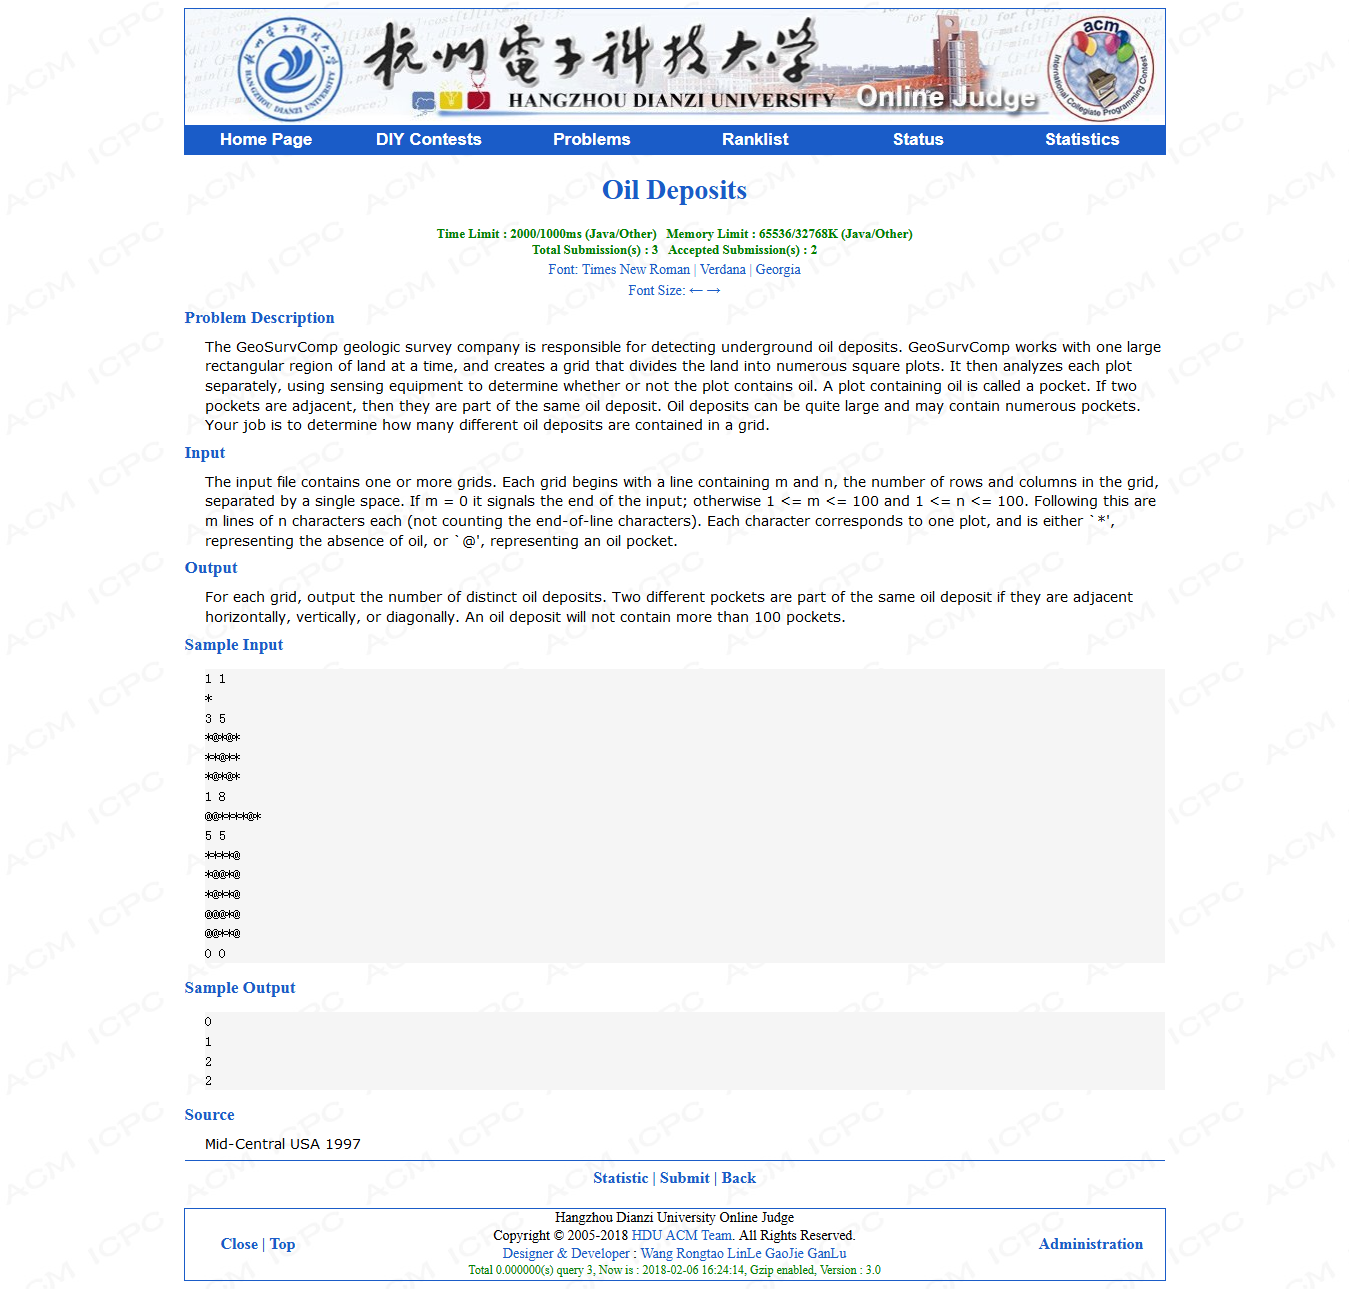 杭州電子科技大学
HANGZHOU DIANZI UNIVERSITY
Online Judge
HANGZHOU DIANZI UNIVERSITY
acm
International Collegiate Programming Contest
Home Page DIY Contests Problems Ranklist Status Statistics
Oil Deposits
Time Limit : 2000/1000ms (Java/Other) Memory Limit : 65536/32768K (Java/Other)
Total Submission(s) : 3 Accepted Submission(s) : 2
Font: Times New Roman | Verdana | Georgia
Font Size: ← →
Problem Description
The GeoSurvComp geologic survey company is responsible for detecting underground oil deposits. GeoSurvComp works with one large
rectangular region of land at a time, and creates a grid that divides the land into numerous square plots. It then analyzes each plot
separately, using sensing equipment to determine whether or not the plot contains oil. A plot containing oil is called a pocket. If two
pockets are adjacent, then they are part of the same oil deposit. Oil deposits can be quite large and may contain numerous pockets.
Your job is to determine how many different oil deposits are contained in a grid.
Input
The input file contains one or more grids. Each grid begins with a line containing m and n, the number of rows and columns in the grid,
separated by a single space. If m = 0 it signals the end of the input; otherwise 1 <= m <= 100 and 1 <= n <= 100. Following this are
m lines of n characters each (not counting the end-of-line characters). Each character corresponds to one plot, and is either `*',
representing the absence of oil, or `@', representing an oil pocket.
Output
For each grid, output the number of distinct oil deposits. Two different pockets are part of the same oil deposit if they are adjacent
horizontally, vertically, or diagonally. An oil deposit will not contain more than 100 pockets.
Sample Input
1 1
*
3 5
*@*@*
**@**
*@*@*
1 8
@@****@*
5 5
****@
*@@*@
*@**@
@@@*@
@@**@
0 0
Sample Output
0
1
2
2
Source
Mid-Central USA 1997
Statistic | Submit | Back
Close | Top
Hangzhou Dianzi University Online Judge
Copyright © 2005-2018 HDU ACM Team. All Rights Reserved.
Designer & Developer : Wang Rongtao LinLe GaoJie GanLu
Total 0.000000(s) query 3, Now is : 2018-02-06 16:24:14, Gzip enabled, Version : 3.0
Administration
ACM ICPC